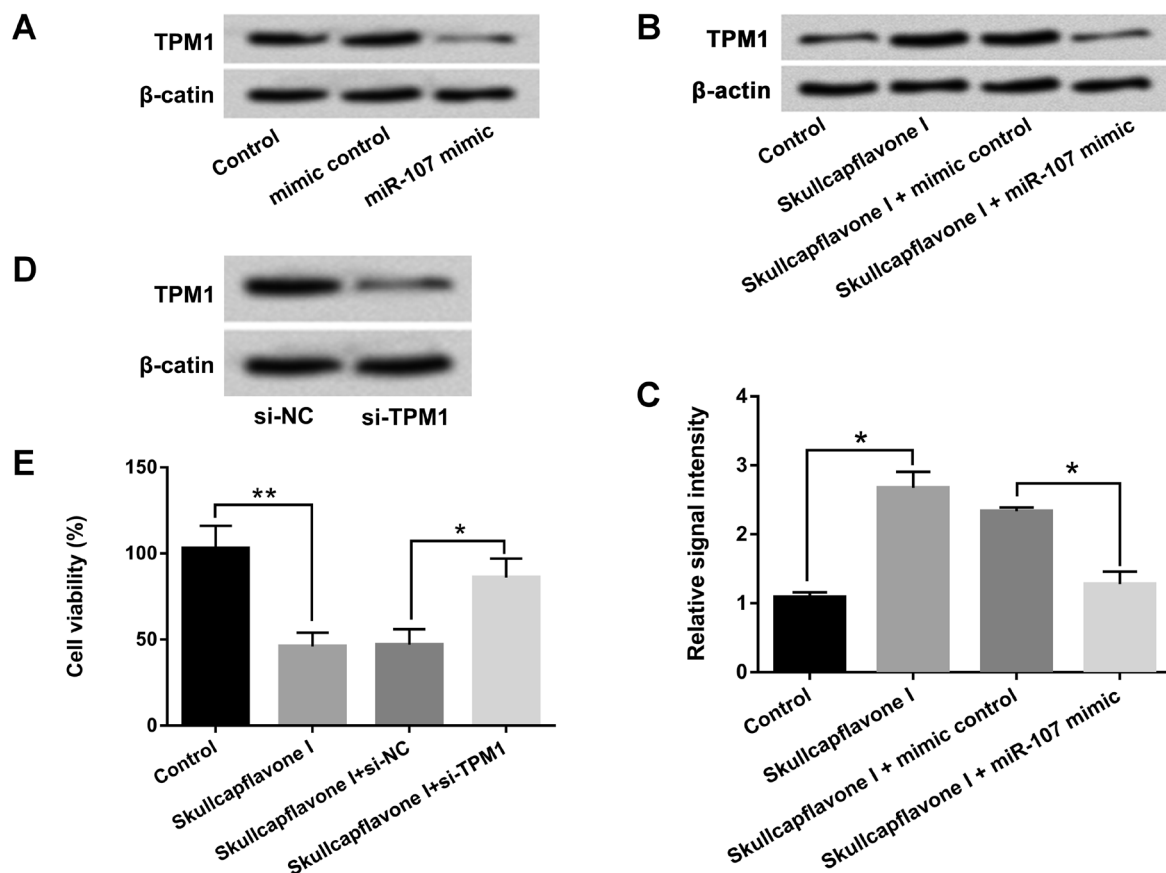 A
TPM1
β-catin
Control
mimic control
miR-107 mimic
B
TPM1
β-actin
Control
Skullcapflavone I
Skullcapflavone I + mimic control
Skullcapflavone I + miR-107 mimic
D
TPM1
β-catin
si-NC
si-TPM1
C
Relative signal intensity
4
3
2
1
0
*
*
Control
Skullcapflavone I
Skullcapflavone I + mimic control
Skullcapflavone I + miR-107 mimic
E
Cell viability (%)
150
100
50
0
**
*
Control
Skullcapflavone I
Skullcapflavone I+si-NC
Skullcapflavone I+si-TPM1